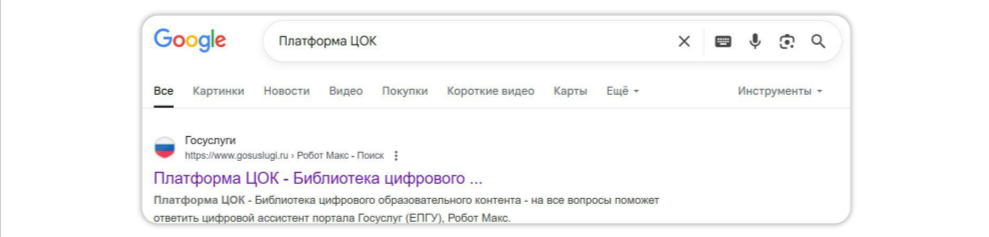 Google
Платформа ЦОК
Все Картинки Новости Видео Покупки Короткие видео Карты Ещё Инструменты
Госуслуги
https://www.gosuslugi.ru › Робот Макс - Поиск
Платформа ЦОК - Библиотека цифрового ...
Платформа ЦОК - Библиотека цифрового образовательного контента - на все вопросы поможет
ответить цифровой ассистент портала Госуслуг (ЕПГУ), Робот Макс.